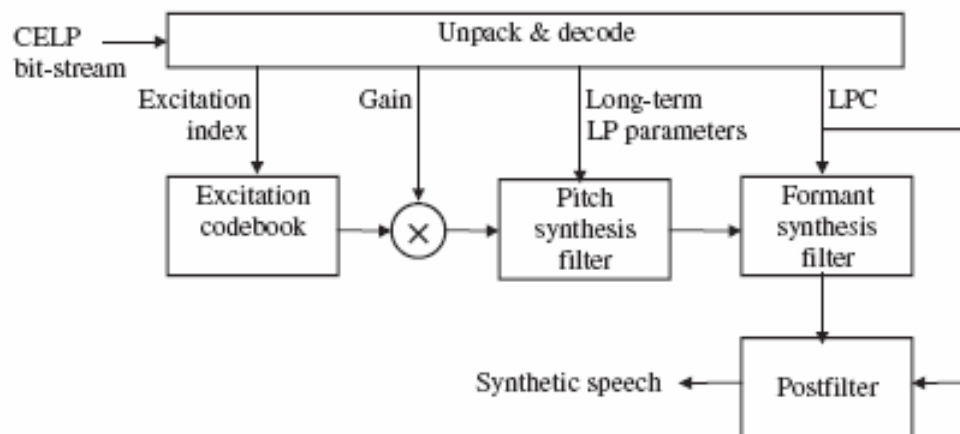 Unpack & decode
CELP
bit-stream
Excitation
index
Gain
Long-term
LP parameters
LPC
Excitation
codebook
×
Pitch
synthesis
filter
Formant
synthesis
filter
Synthetic speech
Postfilter